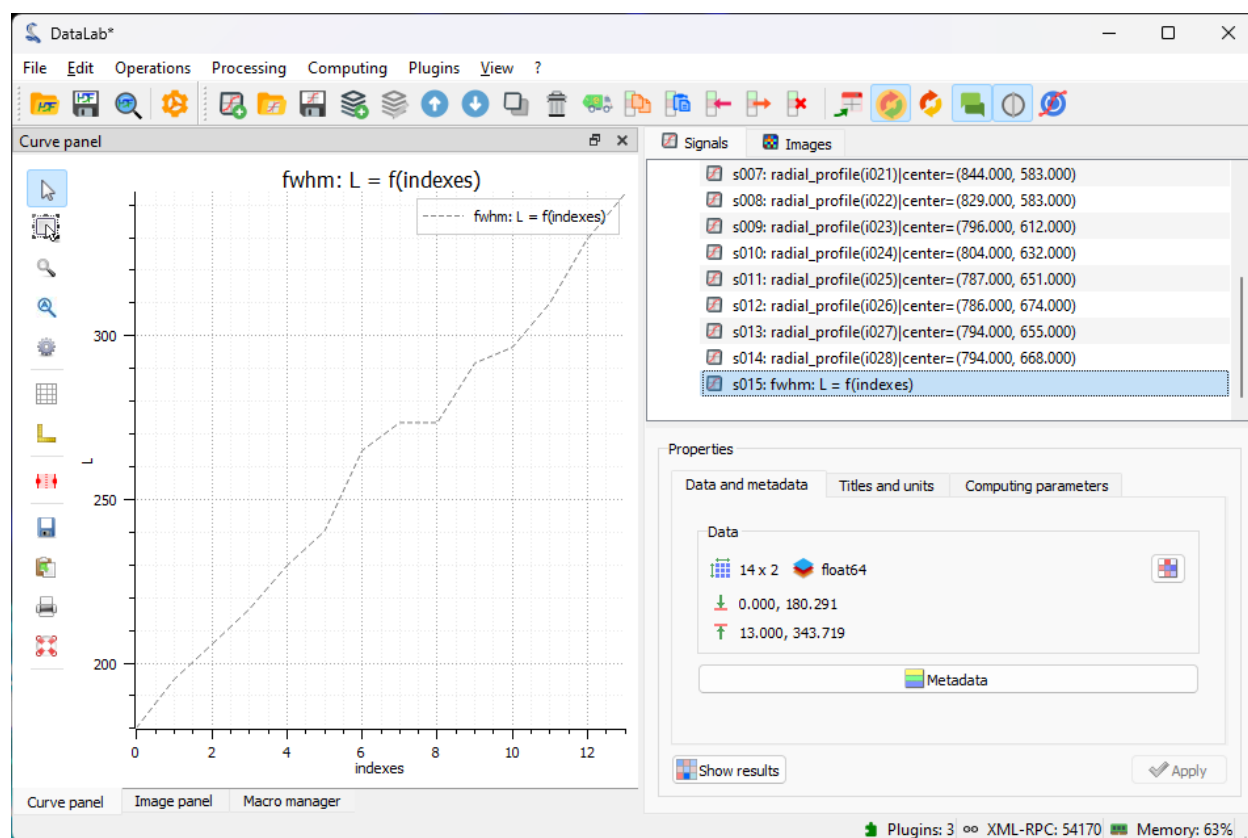 DataLab*
File Edit Operations Processing Computing Plugins View ?
Curve panel
fwhm: L = f(indexes)
fwhm: L = f(indexes)
300
250
200
L
0 2 4 6 8 10 12
indexes
Curve panel Image panel Macro manager
Signals Images
s007: radial_profile(i021)|center=(844.000, 583.000)
s008: radial_profile(i022)|center=(829.000, 583.000)
s009: radial_profile(i023)|center=(796.000, 612.000)
s010: radial_profile(i024)|center=(804.000, 632.000)
s011: radial_profile(i025)|center=(787.000, 651.000)
s012: radial_profile(i026)|center=(786.000, 674.000)
s013: radial_profile(i027)|center=(794.000, 655.000)
s014: radial_profile(i028)|center=(794.000, 668.000)
s015: fwhm: L = f(indexes)
Properties
Data and metadata Titles and units Computing parameters
Data
14 x 2 float64
0.000, 180.291
13.000, 343.719
Metadata
Show results Apply
Plugins: 3 XML-RPC: 54170 Memory: 63%